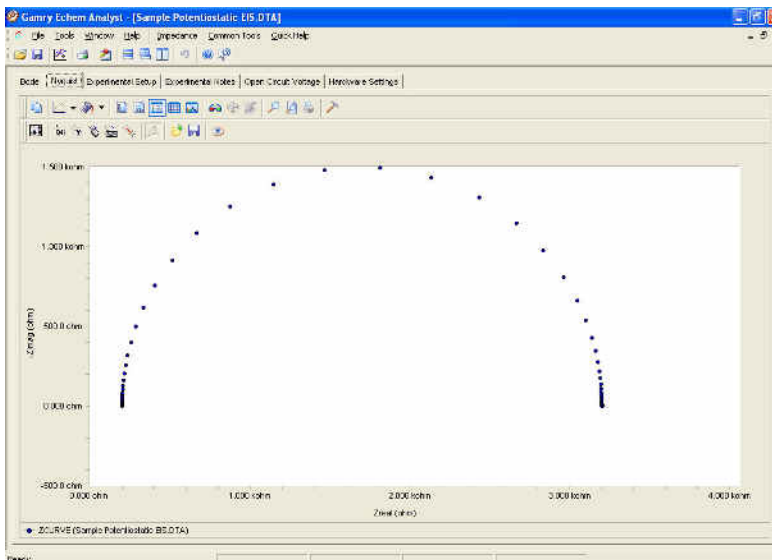 Gamry Echem Analyst - [Sample Potentiostatic EIS.DTA]
File Tools Window Help Impedance Common Tools Quick Help
Bode Nyquist Experimental Setup Experimental Notes Open Circuit Voltage Hardware Settings
1.500 kohm
1.000 kohm
500.0 ohm
0.000 ohm
-500.0 ohm
-Zimag (ohm)
0.000 ohm 1.000 kohm 2.000 kohm 3.000 kohm 4.000 kohm
Zreal (ohm)
ZCURVE (Sample Potentiostatic EIS.DTA)
Ready